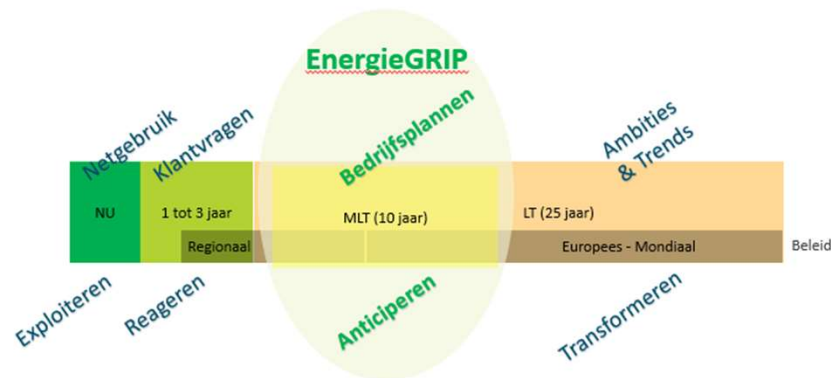 EnergieGRIP
Netgebruik
Klantvragen
Bedrijfsplannen
Ambities
& Trends
NU
1 tot 3 jaar
MLT (10 jaar)
LT (25 jaar)
Regionaal
Europees - Mondiaal
Beleid
Exploiteren
Reageren
Anticiperen
Transformeren